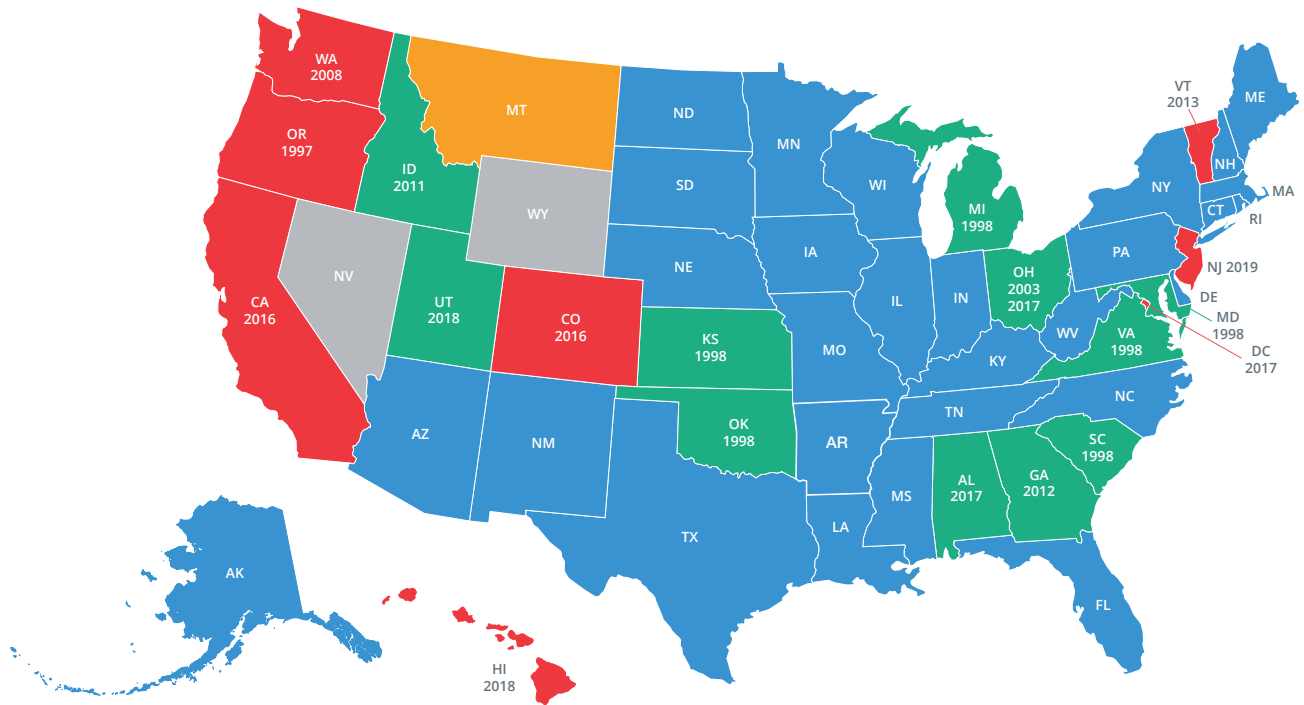 WA
2008
MT
ND
MN
VT
2013
ME
OR
1997
ID
2011
SD
WI
NH
NY
MA
WY
MI
1998
CT
RI
IA
PA
NV
NE
OH
2003
2017
NJ 2019
CA
2016
UT
2018
CO
2016
IL
IN
DE
MD
1998
WV
VA
1998
KS
1998
MO
KY
DC
2017
NC
TN
AZ
NM
OK
1998
AR
SC
1998
MS
AL
2017
GA
2012
TX
LA
AK
FL
HI
2018